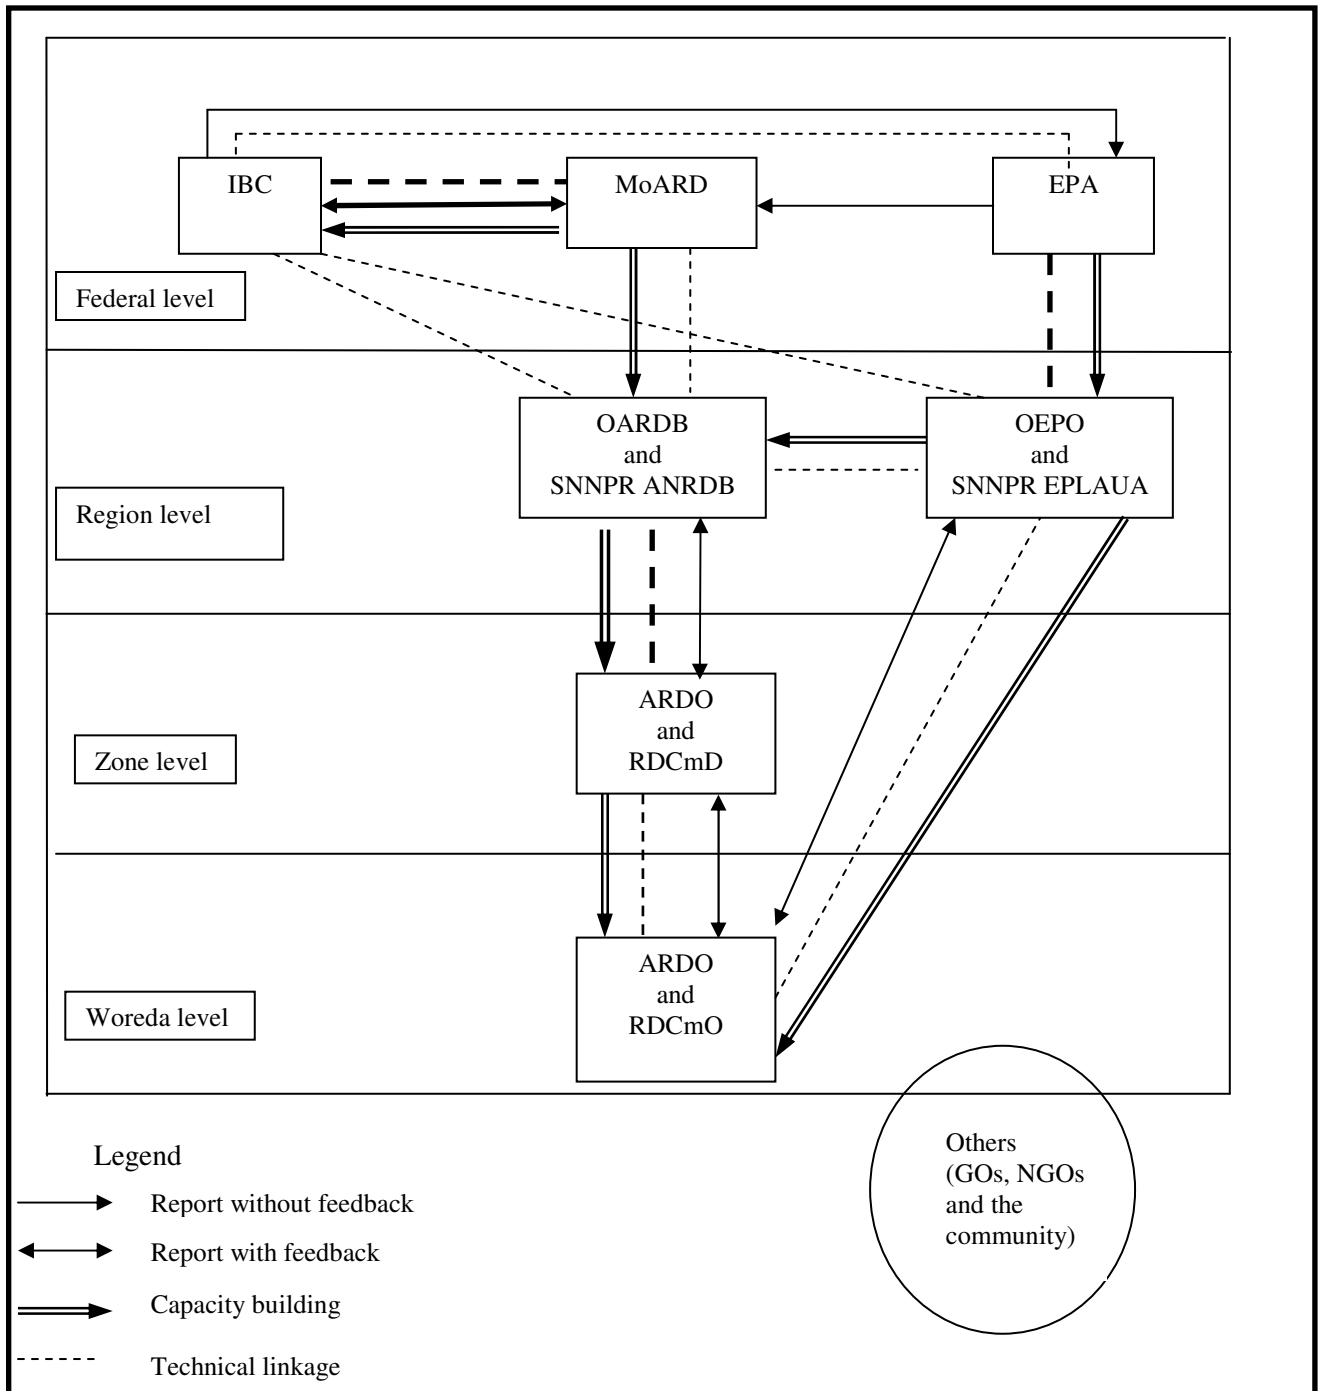 IBC
MoARD
EPA
Federal level
OARDB
and
SNNPR ANRDB
OEPO
and
SNNPR EPLAUA
Region level
ARDO
and
RDCmD
Zone level
ARDO
and
RDCmO
Woreda level
Others
(GOs, NGOs
and the
community)
Legend
Report without feedback
Report with feedback
Capacity building
Technical linkage